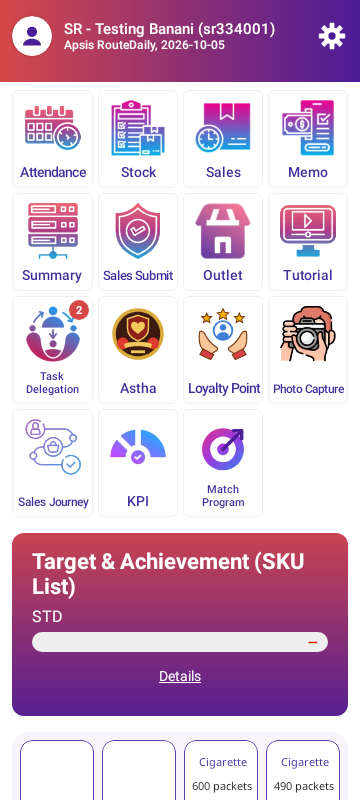 SR - Testing Banani (sr334001)
Apsis RouteDaily, 2026-10-05
Attendance
Stock
Sales
Memo
Summary
Sales Submit
Outlet
Tutorial
2
Task
Delegation
Astha
Loyalty Point
Photo Capture
Sales Journey
KPI
Match
Program
Target & Achievement (SKU
List)
STD
Details
Cigarette
Cigarette
600 packets
490 packets